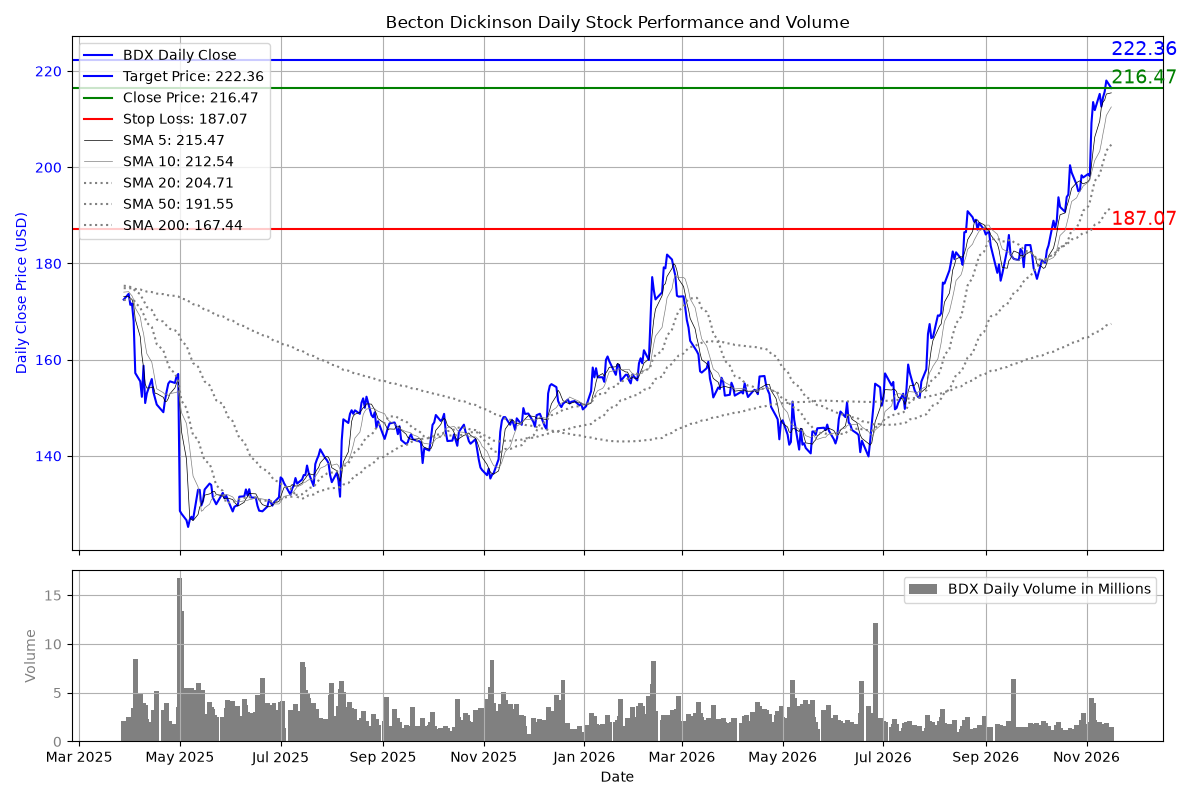 Becton Dickinson Daily Stock Performance and Volume
BDX Daily Close
Target Price: 222.36
Close Price: 216.47
Stop Loss: 187.07
SMA 5: 215.47
SMA 10: 212.54
SMA 20: 204.71
SMA 50: 191.55
SMA 200: 167.44
222.36
216.47
187.07
220
200
180
160
140
Daily Close Price (USD)
BDX Daily Volume in Millions
15
10
5
0
Volume
Mar 2025
May 2025
Jul 2025
Sep 2025
Nov 2025
Jan 2026
Mar 2026
May 2026
Jul 2026
Sep 2026
Nov 2026
Date